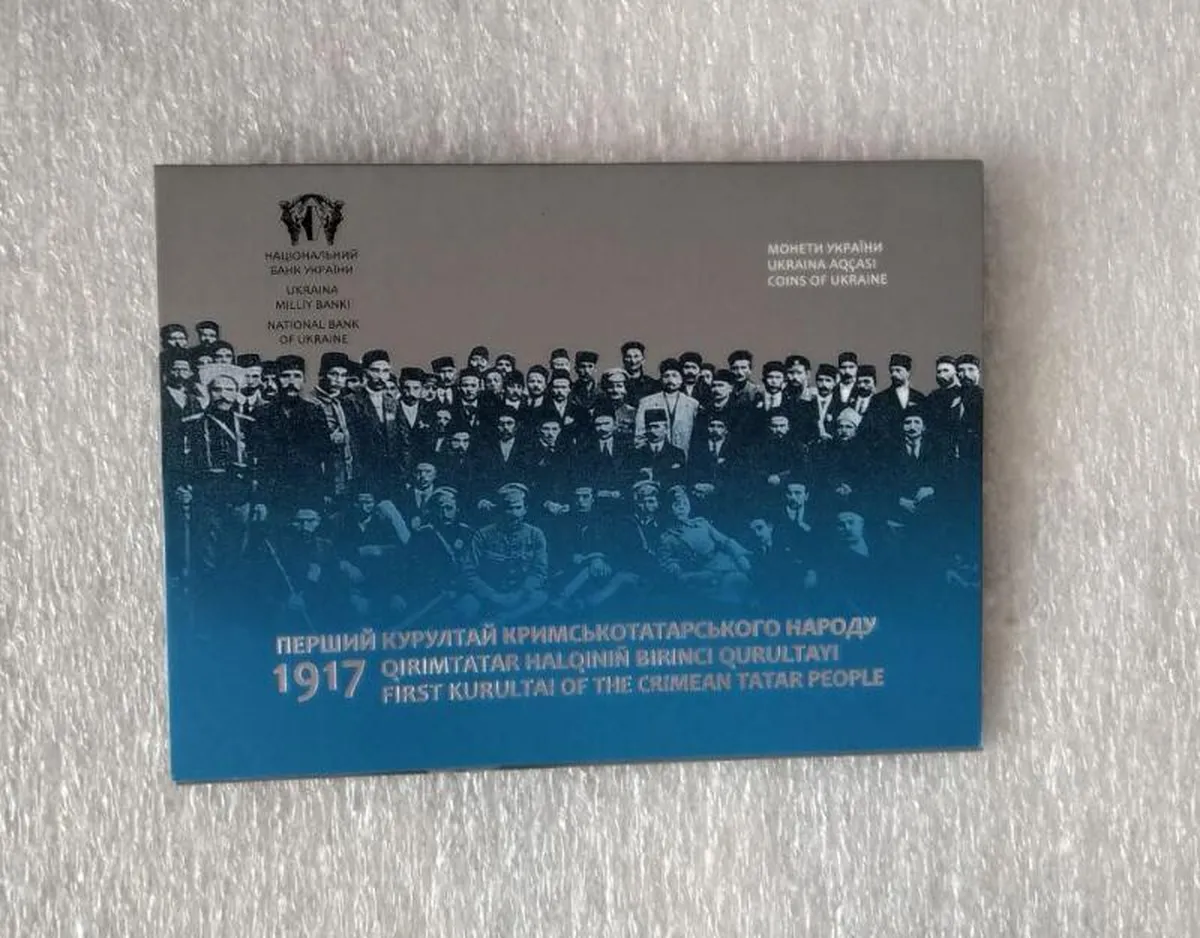 НАЦІОНАЛЬНИЙ
БАНК УКРАЇНИ
UKRAINA
MILLIY BANKI
NATIONAL BANK
OF UKRAINE
МОНЕТИ УКРАЇНИ
UKRAINA AQÇASI
COINS OF UKRAINE
ПЕРШИЙ КУРУЛТАЙ КРИМСЬКОТАТАРСЬКОГО НАРОДУ
1917 QIRIMTATAR HALQINIÑ BIRINCI QURULTAYI
FIRST KURULTAI OF THE CRIMEAN TATAR PEOPLE